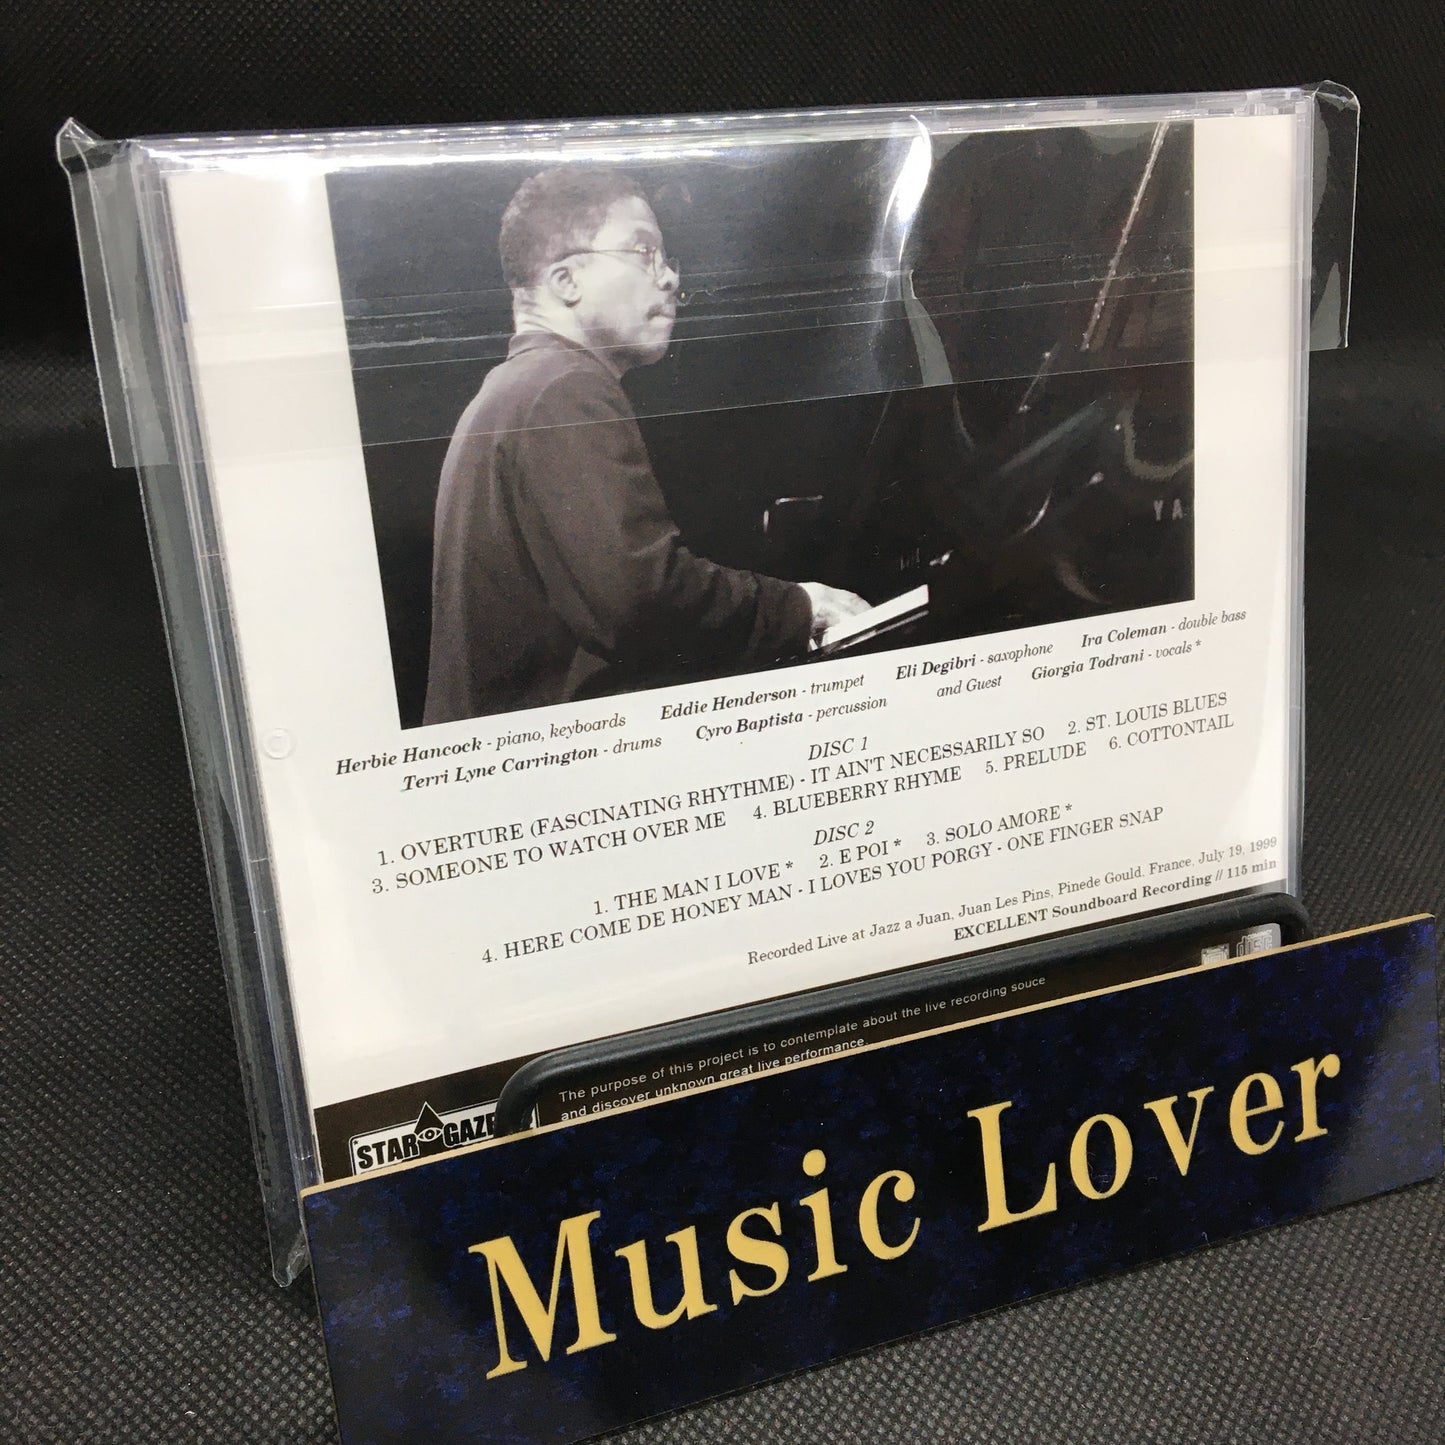 Y A
Herbie Hancock - piano, keyboards Eddie Henderson - trumpet Eli Degibri - saxophone Ira Coleman - double bass
Terri Lyne Carrington - drums Cyro Baptista - percussion and Guest Giorgia Todrani - vocals *
DISC 1
1. OVERTURE (FASCINATING RHYTHME) - IT AIN'T NECESSARILY SO 2. ST. LOUIS BLUES
3. SOMEONE TO WATCH OVER ME 4. BLUEBERRY RHYME 5. PRELUDE 6. COTTONTAIL
DISC 2
1. THE MAN I LOVE * 2. E POI * 3. SOLO AMORE *
4. HERE COME DE HONEY MAN - I LOVES YOU PORGY - ONE FINGER SNAP
Recorded Live at Jazz a Juan, Juan Les Pins, Pinede Gould, France, July 19, 1999
EXCELLENT Soundboard Recording // 115 min
disc
The purpose of this project is to contemplate about the live recording souce
and discover unknown great live performance.
STAR GAZE
Music Lover